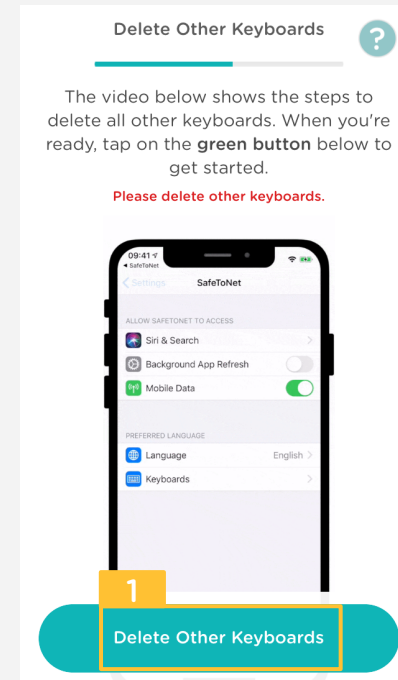 Delete Other Keyboards
?
The video below shows the steps to
delete all other keyboards. When you're
ready, tap on the green button below to
get started.
Please delete other keyboards.
09:41
SafeToNet
Settings
SafeToNet
ALLOW SAFETONET TO ACCESS
Siri & Search
Background App Refresh
Mobile Data
PREFERRED LANGUAGE
Language English
Keyboards
1
Delete Other Keyboards